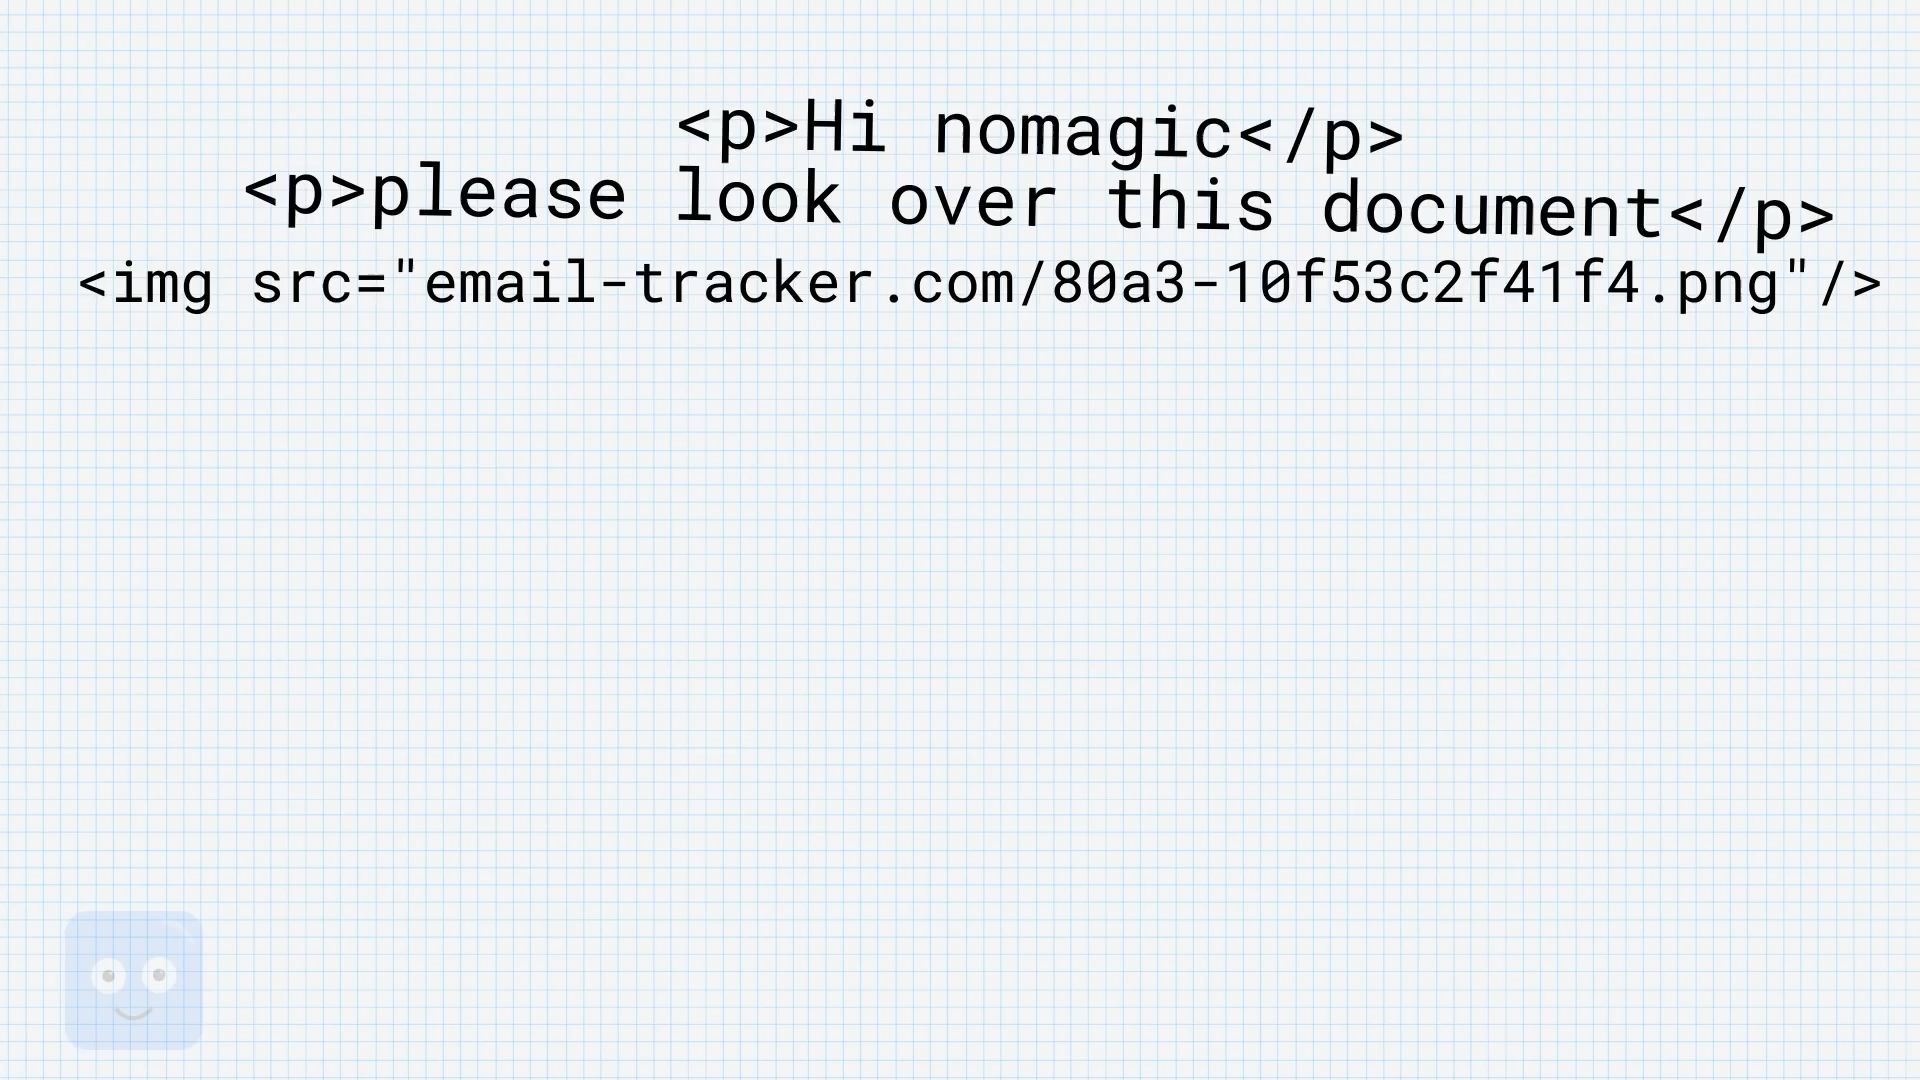 <p>Hi nomagic</p>
<p>please look over this document</p>
<img src="email-tracker.com/80a3-10f53c2f41f4.png"/>